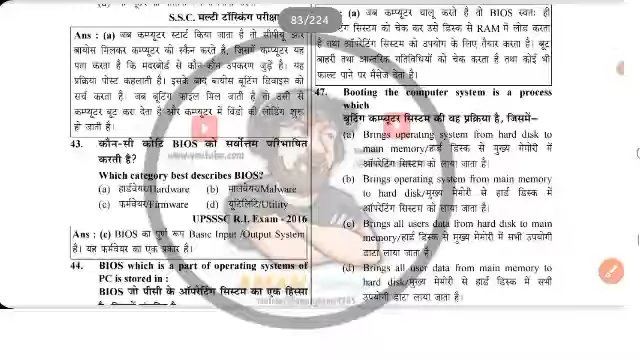 S.S.C. मल्टी टॉस्किंग परीक्षा
83/224
Ans : (a) जब कम्प्यूटर स्टार्ट किया जाता है तो सीपीयू और
बायोस मिलकर कम्प्यूटर को स्कैन करते है, जिसमें कम्प्यूटर यह
पता करता है कि मदरबोर्ड से कौन-कौन उपकरण जुड़े हैं। यह
प्रक्रिया पोस्ट कहलाती है। इसके बाद बायोस बूटिंग डिवाइस को
सर्च करता है। जब बूटिंग फाइल मिल जाती है तो उसी से
कम्प्यूटर बूट करा देता है और कम्प्यूटर में विंडो की लोडिंग शुरू
हो जाती है।
43. कौन-सी कोटि BIOS को सर्वोत्तम परिभाषित
करती है?
Which category best describes BIOS?
(a) हार्डवेयर/Hardware (b) मालवेयर/Malware
(c) फर्मवेयर/Firmware (d) यूटिलिटि/Utility
UPSSSC R.I. Exam - 2016
Ans : (c) BIOS का पूर्ण रूप Basic Input /Output System
है। यह फर्मवेयर का एक प्रकार है।
44. BIOS which is a part of operating systems of
PC is stored in :
BIOS जो पीसी के ऑपरेटिंग सिस्टम का एक हिस्सा
(a) जब कम्प्यूटर चालू करते है तो BIOS स्वतः ही
सिस्टम को चेक कर उसे डिस्क से RAM में लोड करता
है तथा ऑपरेटिंग सिस्टम को उपयोग के लिए तैयार करता है। बूट
बाहरी तथा आन्तरिक गतिविधियों को चेक करता है तथा कोई भी
फाल्ट पाने पर मैसेज देता है।
47. Booting the computer system is a process
which
बूटिंग कम्प्यूटर सिस्टम की वह प्रक्रिया है, जिसमें–
(a) Brings operating system from hard disk to
main memory/हार्ड डिस्क से मुख्य मेमोरी में
ऑपरेटिंग सिस्टम को लाया जाता है।
(b) Brings operating system from main memory
to hard disk/मुख्य मैमोरी से हार्ड डिस्क में
ऑपरेटिंग सिस्टम को लाया जाता है।
(c) Brings all users data from hard disk to main
memory/हार्ड डिस्क से मुख्य मैमोरी में सभी उपयोगी
डाटा लाया जाता है।
(d) Brings all user data from main memory to
hard disk/मुख्य मेमोरी से हार्ड डिस्क में सभी
उपयोगी डाटा लाया जाता है।